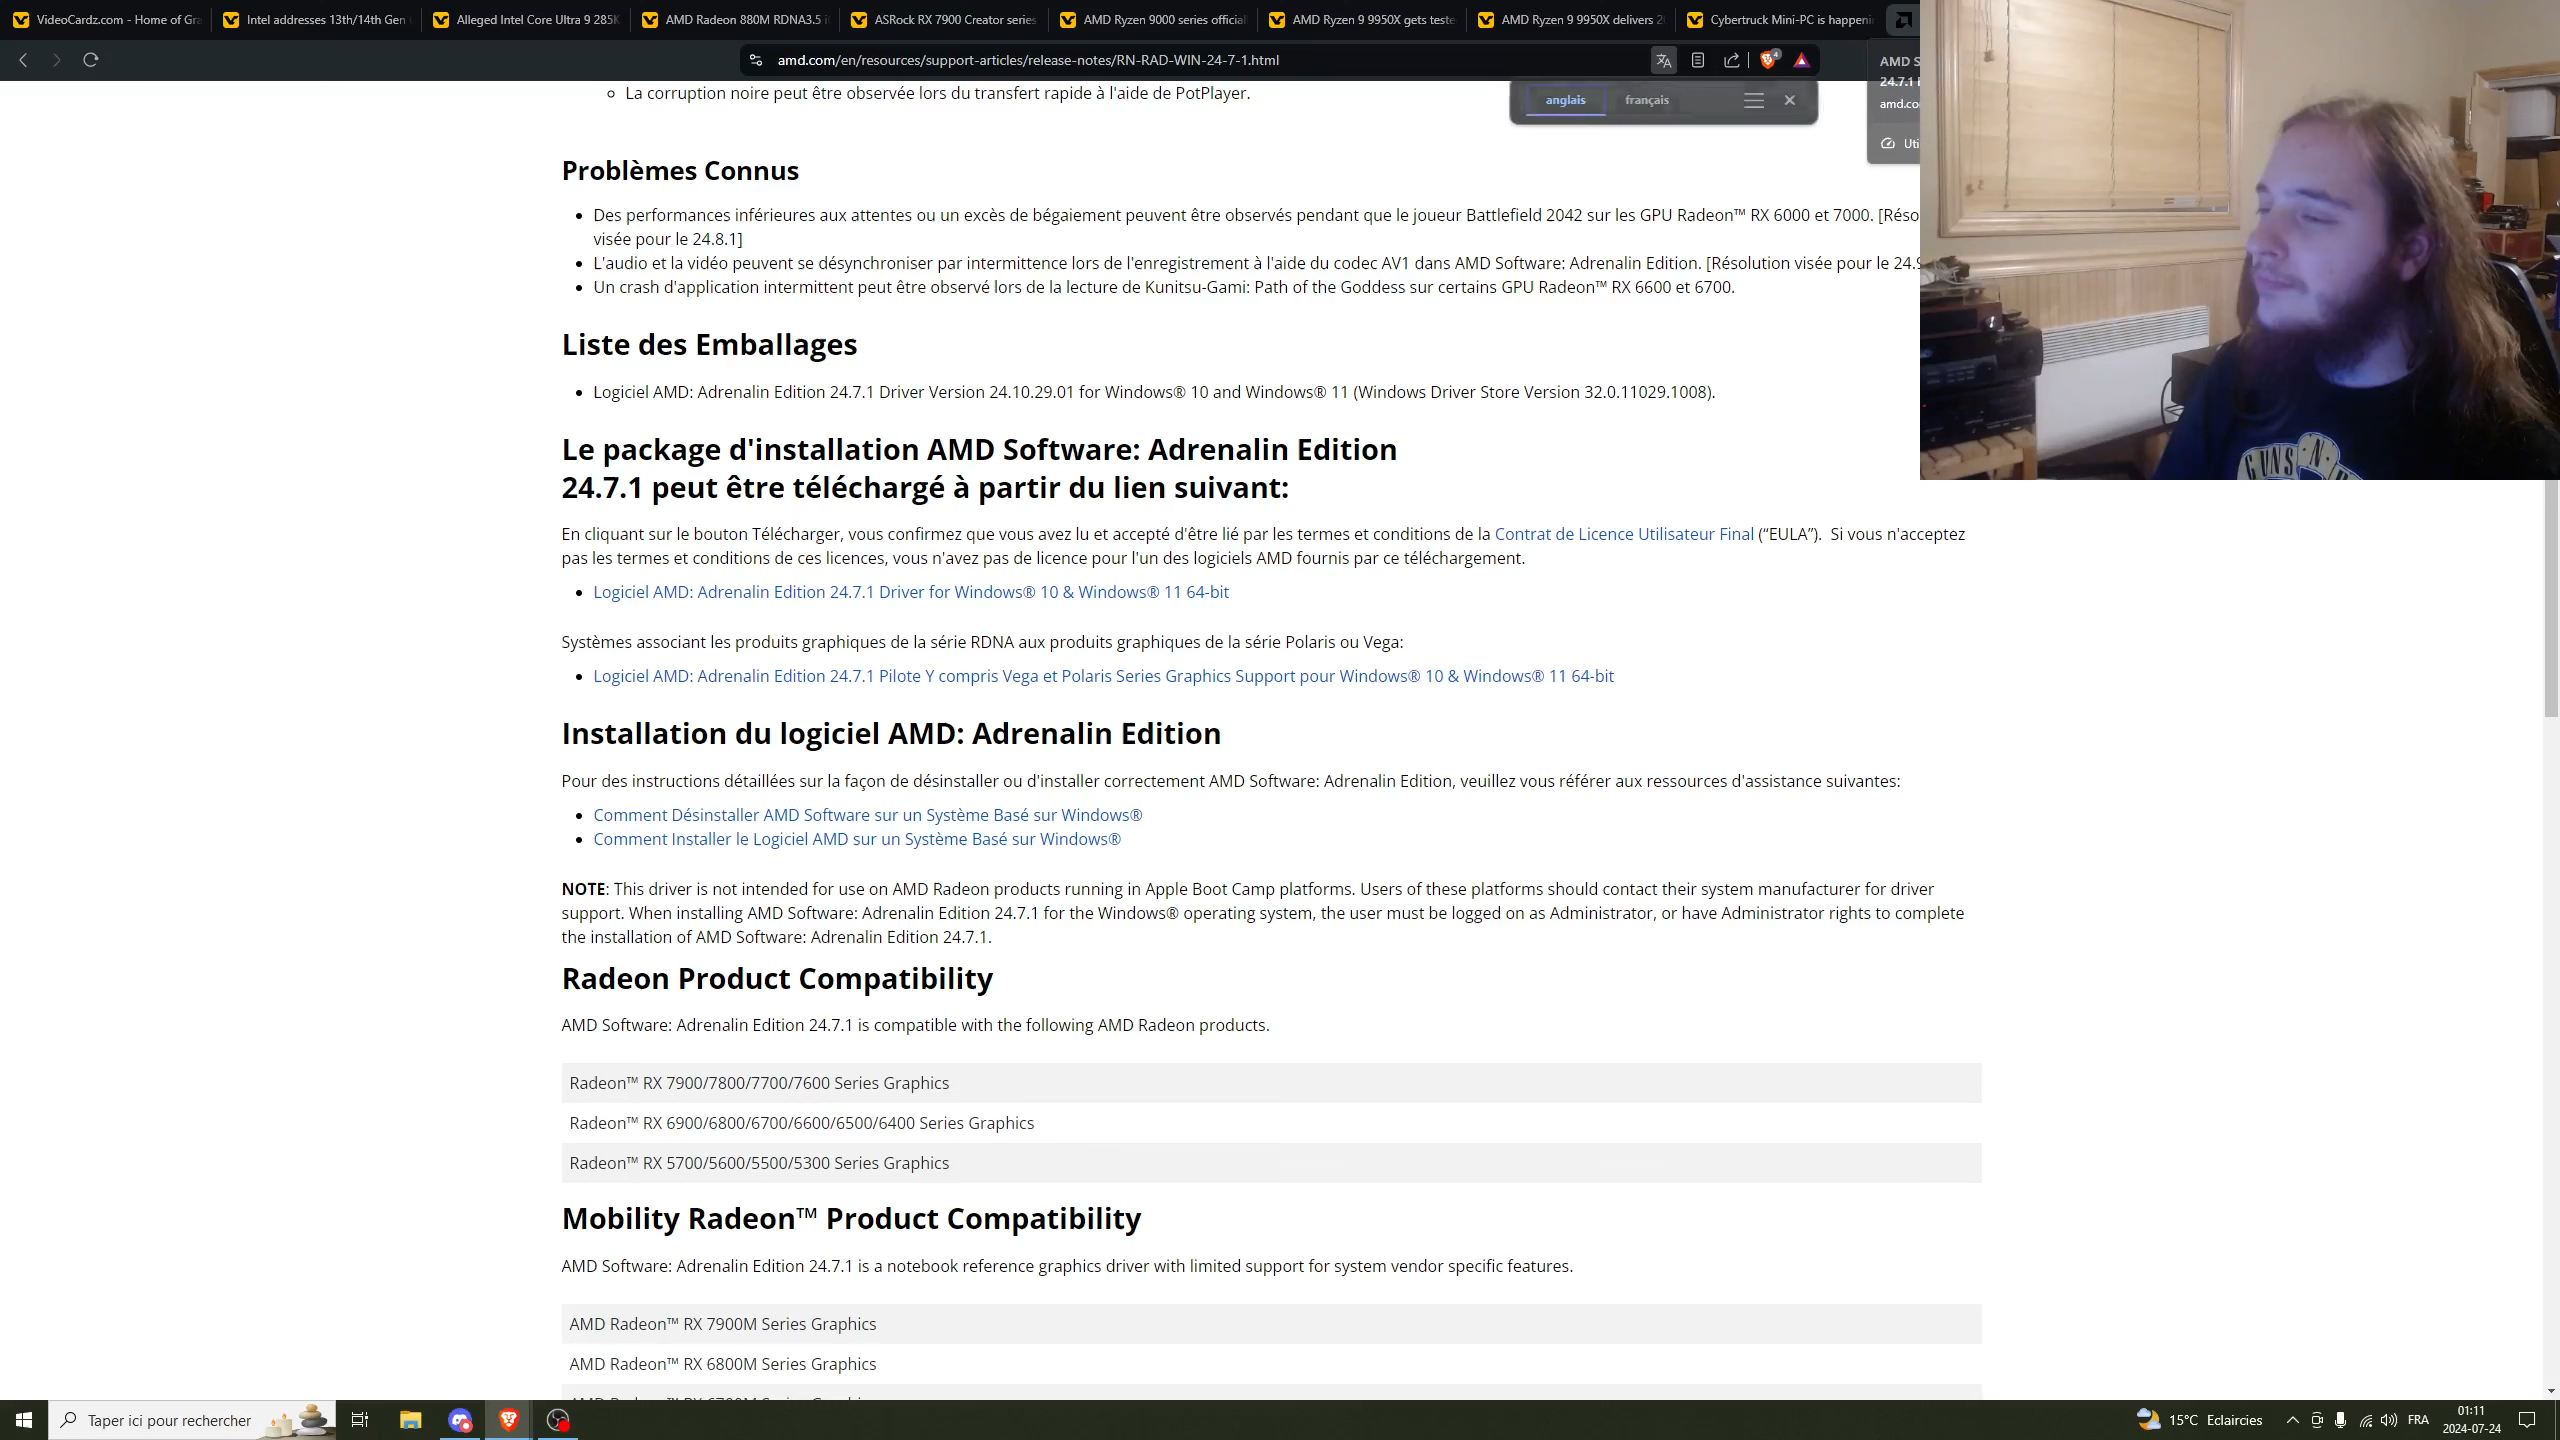 VideoCardz.com - Home of Gra
Intel addresses 13th/14th Gen
Alleged Intel Core Ultra 9 285K
AMD Radeon 880M RDNA3.5 i
ASRock RX 7900 Creator series
AMD Ryzen 9000 series official
AMD Ryzen 9 9950X gets teste
AMD Ryzen 9 9950X delivers 2
Cybertruck Mini-PC is happeni
amd.com/en/resources/support-articles/release-notes/RN-RAD-WIN-24-7-1.html
4
AMD S
24.7.1
amd.co
Uti
anglais
français
La corruption noire peut être observée lors du transfert rapide à l'aide de PotPlayer.
Problèmes Connus
Des performances inférieures aux attentes ou un excès de bégaiement peuvent être observés pendant que le joueur Battlefield 2042 sur les GPU Radeon™ RX 6000 et 7000. [Réso
visée pour le 24.8.1]
L'audio et la vidéo peuvent se désynchroniser par intermittence lors de l'enregistrement à l'aide du codec AV1 dans AMD Software: Adrenalin Edition. [Résolution visée pour le 24.9
Un crash d'application intermittent peut être observé lors de la lecture de Kunitsu-Gami: Path of the Goddess sur certains GPU Radeon™ RX 6600 et 6700.
Liste des Emballages
Logiciel AMD: Adrenalin Edition 24.7.1 Driver Version 24.10.29.01 for Windows® 10 and Windows® 11 (Windows Driver Store Version 32.0.11029.1008).
Le package d'installation AMD Software: Adrenalin Edition
24.7.1 peut être téléchargé à partir du lien suivant:
En cliquant sur le bouton Télécharger, vous confirmez que vous avez lu et accepté d'être lié par les termes et conditions de la Contrat de Licence Utilisateur Final (“EULA”). Si vous n'acceptez
pas les termes et conditions de ces licences, vous n'avez pas de licence pour l'un des logiciels AMD fournis par ce téléchargement.
Logiciel AMD: Adrenalin Edition 24.7.1 Driver for Windows® 10 & Windows® 11 64-bit
Systèmes associant les produits graphiques de la série RDNA aux produits graphiques de la série Polaris ou Vega:
Logiciel AMD: Adrenalin Edition 24.7.1 Pilote Y compris Vega et Polaris Series Graphics Support pour Windows® 10 & Windows® 11 64-bit
Installation du logiciel AMD: Adrenalin Edition
Pour des instructions détaillées sur la façon de désinstaller ou d'installer correctement AMD Software: Adrenalin Edition, veuillez vous référer aux ressources d'assistance suivantes:
Comment Désinstaller AMD Software sur un Système Basé sur Windows®
Comment Installer le Logiciel AMD sur un Système Basé sur Windows®
NOTE: This driver is not intended for use on AMD Radeon products running in Apple Boot Camp platforms. Users of these platforms should contact their system manufacturer for driver
support. When installing AMD Software: Adrenalin Edition 24.7.1 for the Windows® operating system, the user must be logged on as Administrator, or have Administrator rights to complete
the installation of AMD Software: Adrenalin Edition 24.7.1.
Radeon Product Compatibility
AMD Software: Adrenalin Edition 24.7.1 is compatible with the following AMD Radeon products.
Radeon™ RX 7900/7800/7700/7600 Series Graphics
Radeon™ RX 6900/6800/6700/6600/6500/6400 Series Graphics
Radeon™ RX 5700/5600/5500/5300 Series Graphics
Mobility Radeon™ Product Compatibility
AMD Software: Adrenalin Edition 24.7.1 is a notebook reference graphics driver with limited support for system vendor specific features.
AMD Radeon™ RX 7900M Series Graphics
AMD Radeon™ RX 6800M Series Graphics
GUNS N
Taper ici pour rechercher
15°C Eclaircies
FRA
01:11
2024-07-24